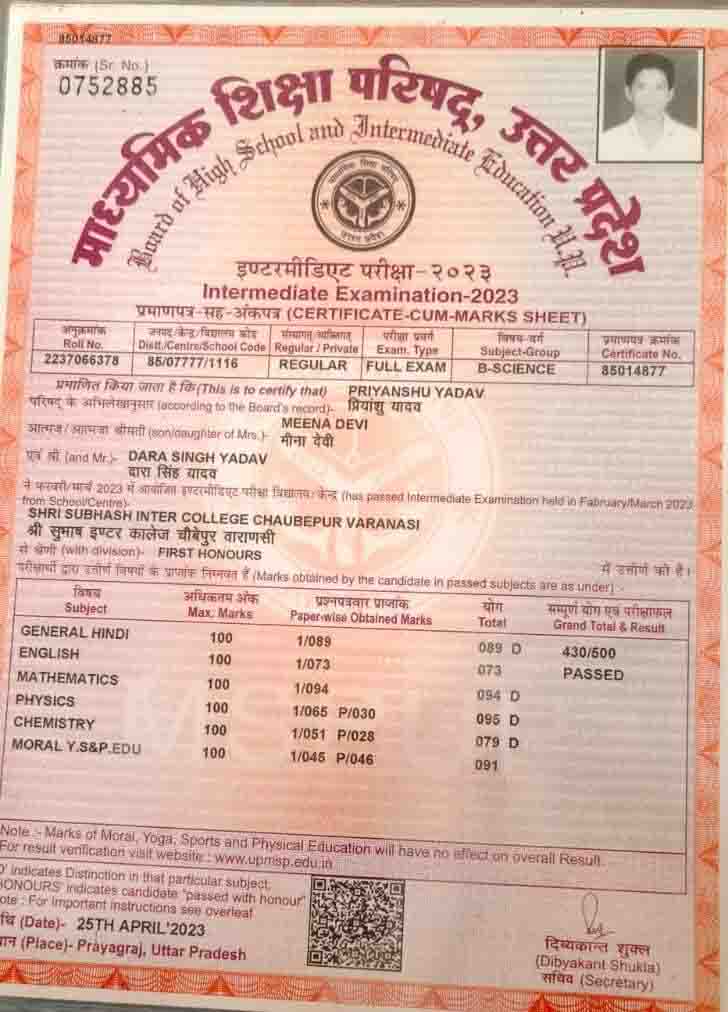 85014877
क्रमांक (Sr. No.)
0752885
माध्यमिक शिक्षा परिषद्, उत्तर प्रदेश
Board of High School and Intermediate Education U.P.
माध्यमिक शिक्षा परिषद्
उत्तर प्रदेश
इण्टरमीडिएट परीक्षा-२०२३
Intermediate Examination-2023
प्रमाणपत्र-सह-अंकपत्र (CERTIFICATE-CUM-MARKS SHEET)
अनुक्रमांक जनपद/केन्द्र/विद्यालय कोड संस्थागत/व्यक्तिगत परीक्षा प्रवर्ग विषय-वर्ग प्रमाणपत्र क्रमांक
Roll No. Distt./Centre/School Code Regular / Private Exam. Type Subject-Group Certificate No.
2237066378 85/07777/1116 REGULAR FULL EXAM B-SCIENCE 85014877
प्रमाणित किया जाता है कि (This is to certify that) PRIYANSHU YADAV
परिषद् के अभिलेखानुसार (according to the Board's record)- प्रियांशु यादव
MEENA DEVI
आत्मज/आत्मजा श्रीमती (son/daughter of Mrs.)- मीना देवी
एवं श्री (and Mr.)- DARA SINGH YADAV
दारा सिंह यादव
ने फरवरी/मार्च 2023 में आयोजित इण्टरमीडिएट परीक्षा विद्यालय/केन्द्र (has passed Intermediate Examination held in Fabruary/March 2023
from School/Centre)-
SHRI SUBHASH INTER COLLEGE CHAUBEPUR VARANASI
श्री सुभाष इण्टर कालेज चौबेपुर वाराणसी
से श्रेणी (with division)- FIRST HONOURS में उत्तीर्ण की है।
परीक्षार्थी द्वारा उत्तीर्ण विषयों के प्राप्तांक निम्नवत हैं (Marks obtained by the candidate in passed subjects are as under) :-
विषय अधिकतम अंक प्रश्नपत्रवार प्राप्तांक योग सम्पूर्ण योग एवं परीक्षाफल
Subject Max. Marks Paper-wise Obtained Marks Total Grand Total & Result
GENERAL HINDI 100 1/089 089 D 430/500
ENGLISH 100 1/073 073 PASSED
MATHEMATICS 100 1/094 094 D
PHYSICS 100 1/065 P/030 095 D
CHEMISTRY 100 1/051 P/028 079 D
MORAL Y.S&P.EDU 100 1/045 P/046 091
Note :- Marks of Moral, Yoga, Sports and Physical Education will have no effect on overall Result.
For result verification visit website : www.upmsp.edu.in
D' indicates Distinction in that particular subject,
HONOURS' indicates candidate "passed with honour"
ote : For important instructions see overleaf
थि (Date)- 25TH APRIL'2023
ान (Place)- Prayagraj, Uttar Pradesh
दिब्यकान्त शुक्ल
(Dibyakant Shukla)
सचिव (Secretary)